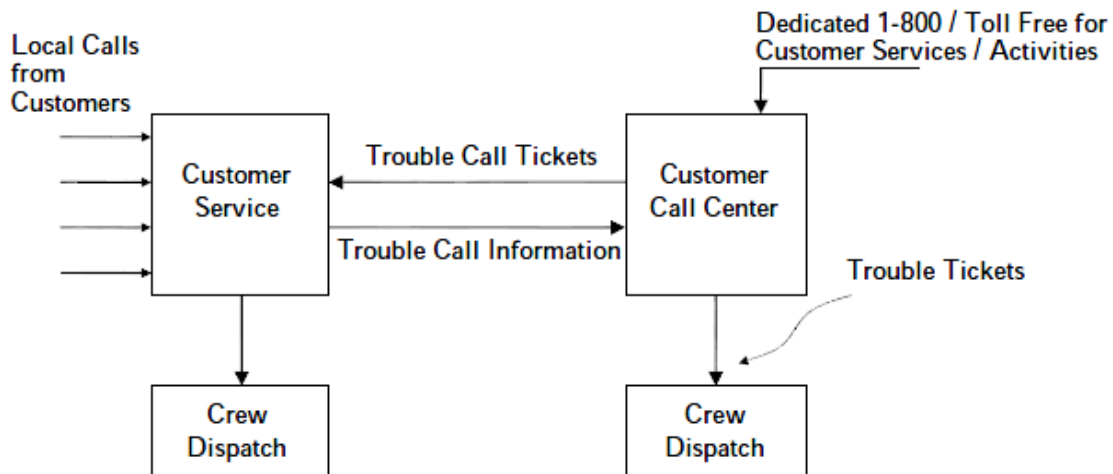 Local Calls
from
Customers
Dedicated 1-800 / Toll Free for
Customer Services / Activities
Customer
Service
Trouble Call Tickets
Trouble Call Information
Customer
Call Center
Trouble Tickets
Crew
Dispatch
Crew
Dispatch